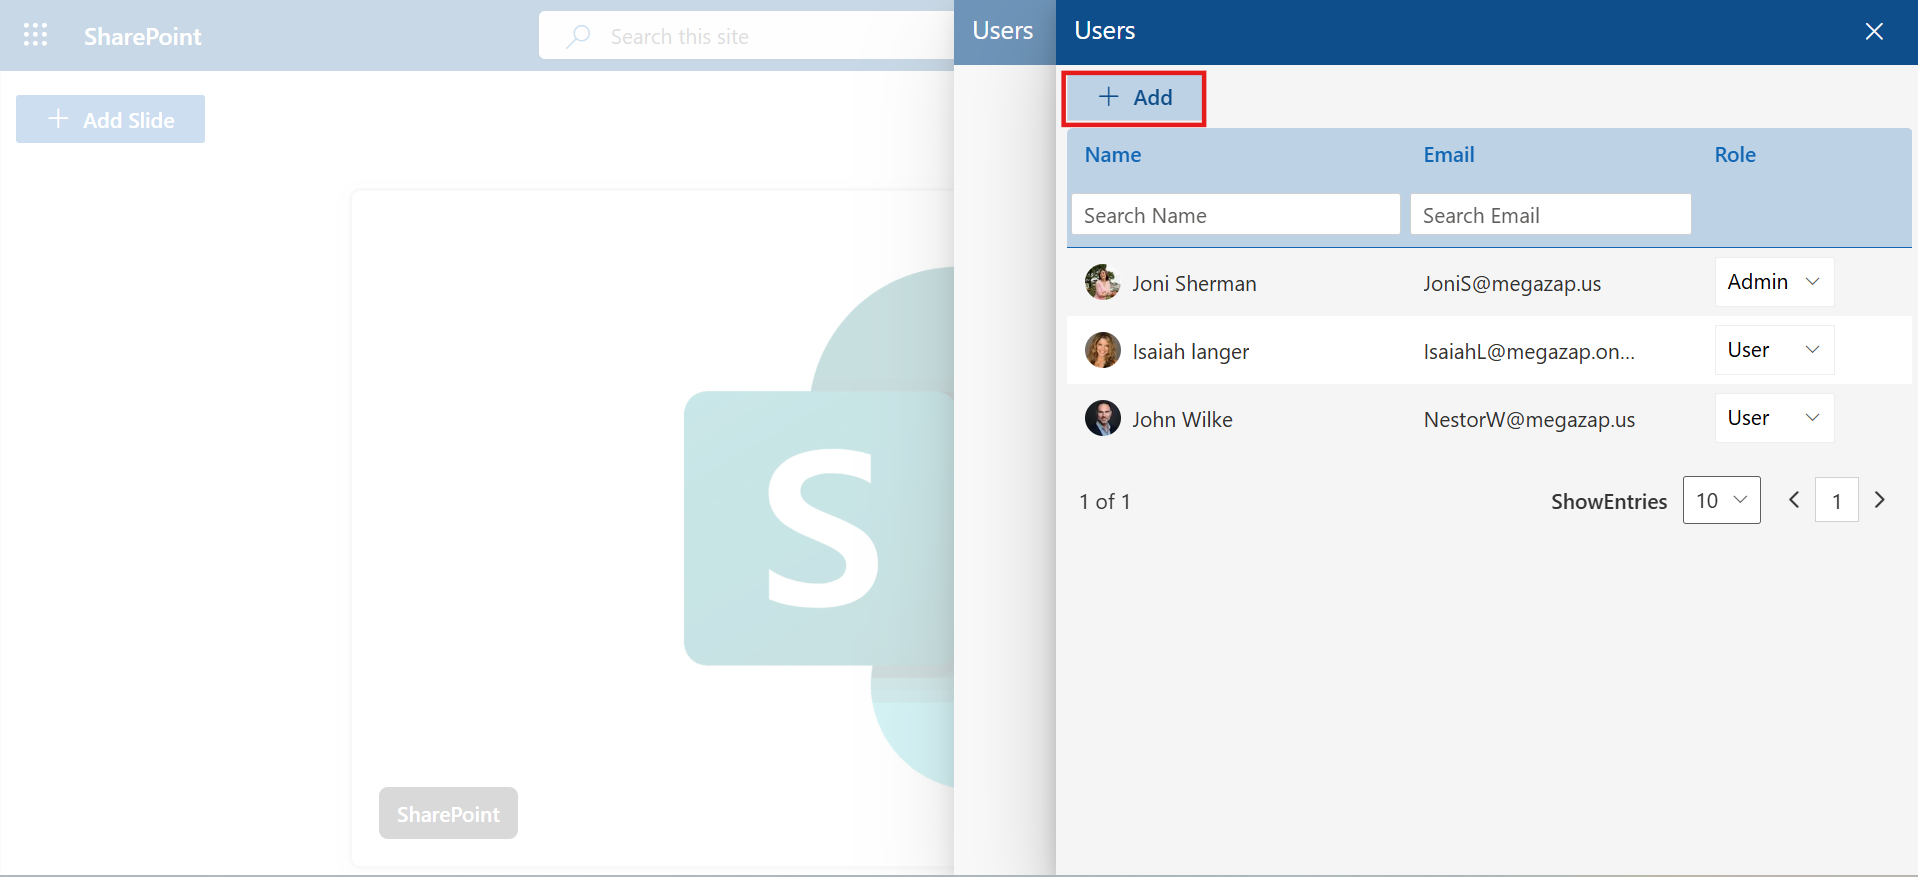 SharePoint
Search this site
Users
Users
Add Slide
Add
Name Email Role
Search Name Search Email
Joni Sherman JoniS@megazap.us Admin
Isaiah langer IsaiahL@megazap.on... User
John Wilke NestorW@megazap.us User
1 of 1 ShowEntries 10 1
S
SharePoint